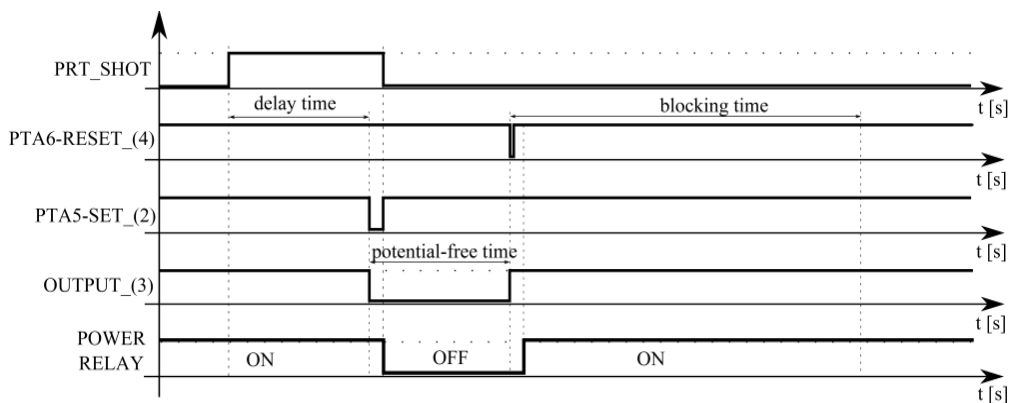 PRT_SHOT
delay time
blocking time
t [s]
PTA6-RESET_(4)
t [s]
PTA5-SET_(2)
t [s]
potential-free time
OUTPUT_(3)
t [s]
POWER
RELAY
ON
OFF
ON
t [s]